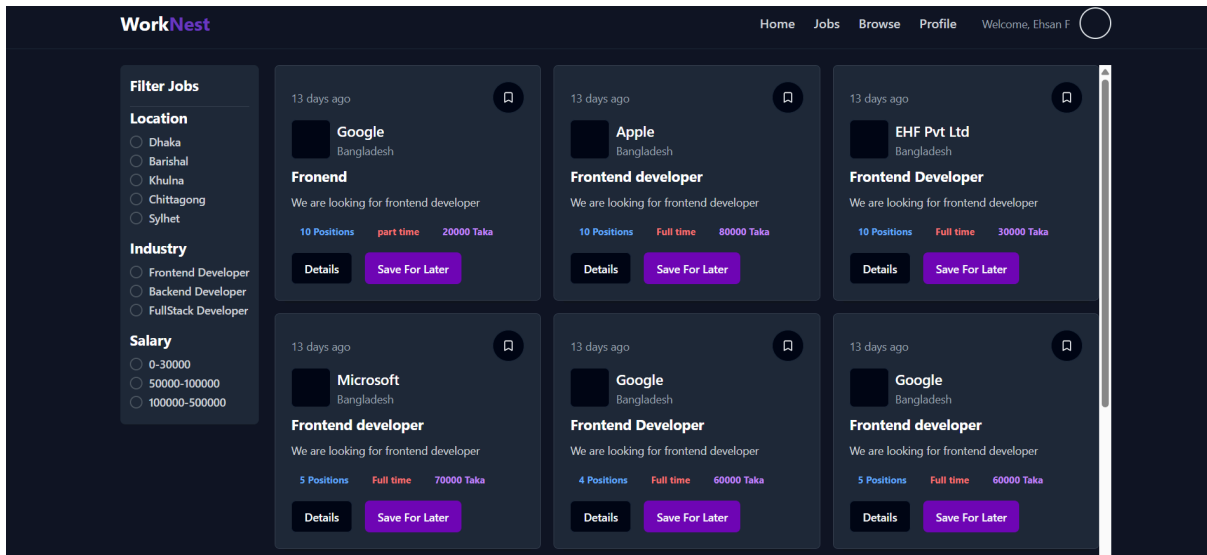 WorkNest
Home Jobs Browse Profile Welcome, Ehsan F
Filter Jobs
Location
Dhaka
Barishal
Khulna
Chittagong
Sylhet
Industry
Frontend Developer
Backend Developer
FullStack Developer
Salary
0-30000
50000-100000
100000-500000
13 days ago
Google
Bangladesh
Fronend
We are looking for frontend developer
10 Positions part time 20000 Taka
Details Save For Later
13 days ago
Apple
Bangladesh
Frontend developer
We are looking for frontend developer
10 Positions Full time 80000 Taka
Details Save For Later
13 days ago
EHF Pvt Ltd
Bangladesh
Frontend Developer
We are looking for frontend developer
10 Positions Full time 30000 Taka
Details Save For Later
13 days ago
Microsoft
Bangladesh
Frontend developer
We are looking for frontend developer
5 Positions Full time 70000 Taka
Details Save For Later
13 days ago
Google
Bangladesh
Frontend Developer
We are looking for frontend developer
4 Positions Full time 60000 Taka
Details Save For Later
13 days ago
Google
Bangladesh
Frontend developer
We are looking for frontend developer
5 Positions Full time 60000 Taka
Details Save For Later